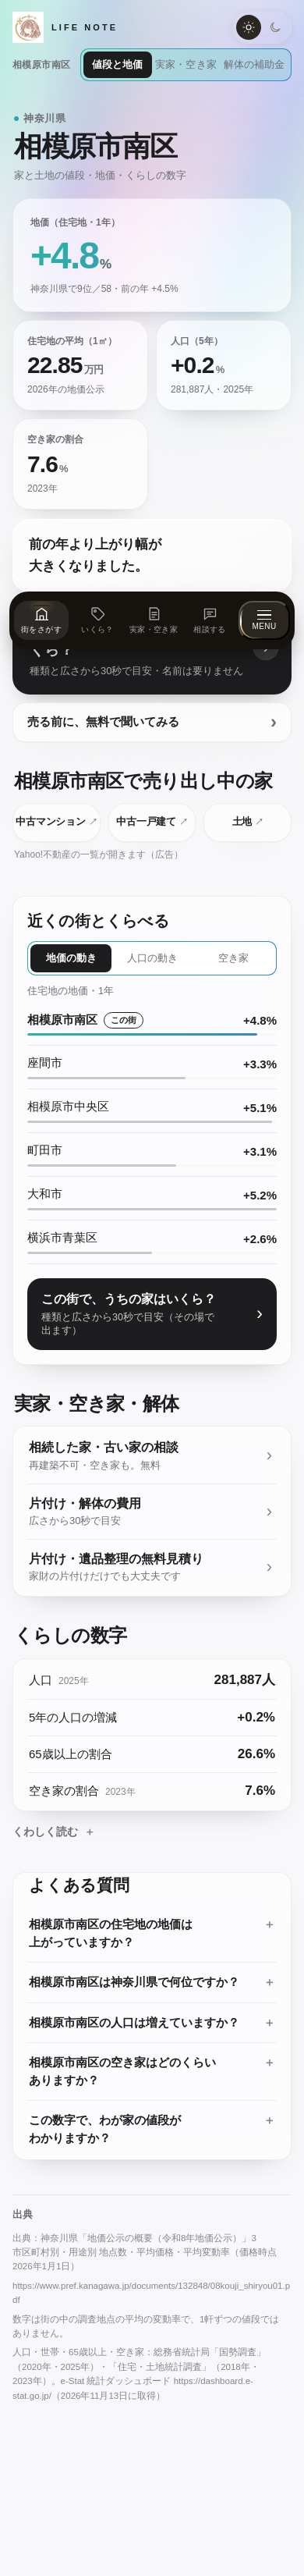 LIFE NOTE
相模原市南区
値段と地価
実家・空き家
解体の補助金
神奈川県
相模原市南区
家と土地の値段・地価・くらしの数字
地価（住宅地・1年）
+4.8%
神奈川県で9位／58・前の年 +4.5%
住宅地の平均（1㎡）
22.85万円
2026年の地価公示
人口（5年）
+0.2%
281,887人・2025年
空き家の割合
7.6%
2023年
前の年より上がり幅が
大きくなりました。
街をさがす
いくら？
実家・空き家
相談する
MENU
種類と広さから30秒で目安・名前は要りません
売る前に、無料で聞いてみる
相模原市南区で売り出し中の家
中古マンション ↗
中古一戸建て ↗
土地 ↗
Yahoo!不動産の一覧が開きます（広告）
近くの街とくらべる
地価の動き
人口の動き
空き家
住宅地の地価・1年
相模原市南区 この街 +4.8%
座間市 +3.3%
相模原市中央区 +5.1%
町田市 +3.1%
大和市 +5.2%
横浜市青葉区 +2.6%
この街で、うちの家はいくら？
種類と広さから30秒で目安（その場で
出ます）
実家・空き家・解体
相続した家・古い家の相談
再建築不可・空き家も。無料
片付け・解体の費用
広さから30秒で目安
片付け・遺品整理の無料見積り
家財の片付けだけでも大丈夫です
くらしの数字
人口 2025年 281,887人
5年の人口の増減 +0.2%
65歳以上の割合 26.6%
空き家の割合 2023年 7.6%
くわしく読む ＋
よくある質問
相模原市南区の住宅地の地価は
上がっていますか？
＋
相模原市南区は神奈川県で何位ですか？ ＋
相模原市南区の人口は増えていますか？ ＋
相模原市南区の空き家はどのくらい
ありますか？
＋
この数字で、わが家の値段が
わかりますか？
＋
出典
出典：神奈川県「地価公示の概要（令和8年地価公示）」3
市区町村別・用途別 地点数・平均価格・平均変動率（価格時点
2026年1月1日）
https://www.pref.kanagawa.jp/documents/132848/08kouji_shiryou01.p
df
数字は街の中の調査地点の平均の変動率で、1軒ずつの値段では
ありません。
人口・世帯・65歳以上・空き家：総務省統計局「国勢調査」
（2020年・2025年）・「住宅・土地統計調査」（2018年・
2023年）。e-Stat 統計ダッシュボード https://dashboard.e-
stat.go.jp/（2026年11月13日に取得）